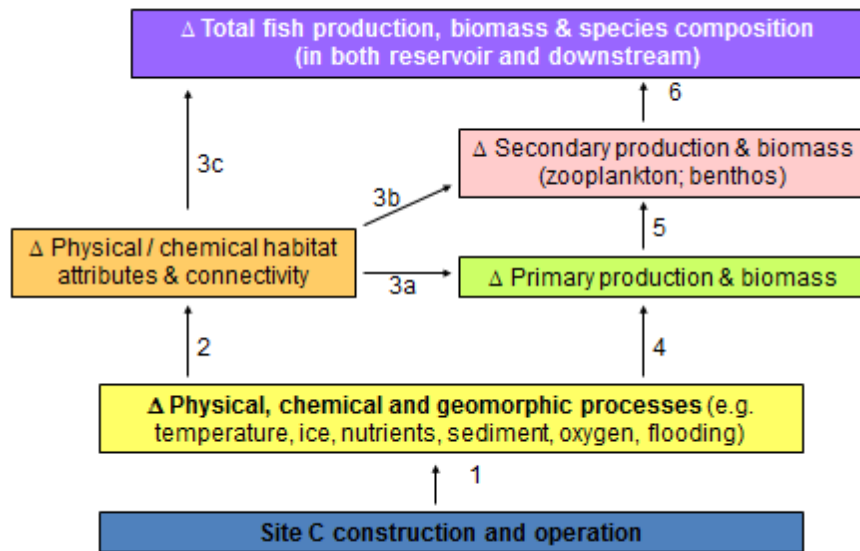 Δ Total fish production, biomass & species composition
(in both reservoir and downstream)
6
3c
Δ Secondary production & biomass
(zooplankton; benthos)
3b
5
Δ Physical / chemical habitat
attributes & connectivity
3a
Δ Primary production & biomass
2
4
Δ Physical, chemical and geomorphic processes (e.g.
temperature, ice, nutrients, sediment, oxygen, flooding)
1
Site C construction and operation